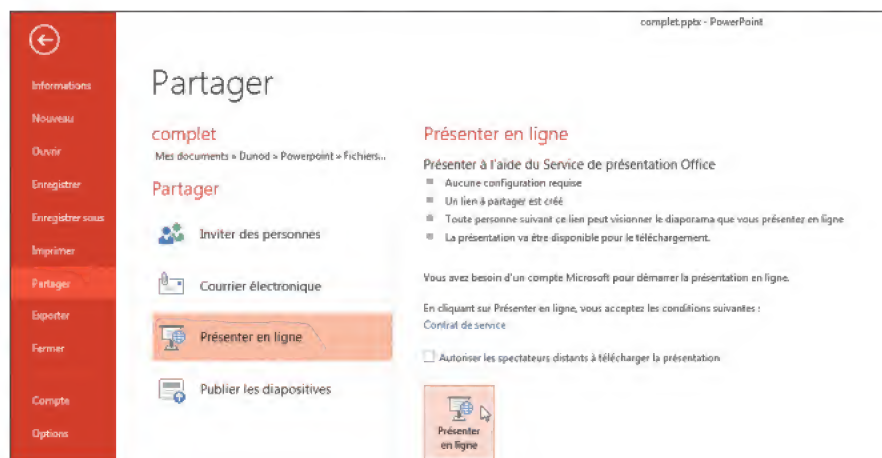 complet.pptx - PowerPoint
Informations
Nouveau
Ouvrir
Enregistrer
Enregistrer sous
Imprimer
Partager
Exporter
Fermer
Compte
Options
Partager
complet
Mes documents » Dunod » Powerpoint » Fichiers...
Partager
Inviter des personnes
Courrier électronique
Présenter en ligne
Publier les diapositives
Présenter en ligne
Présenter à l'aide du Service de présentation Office
Aucune configuration requise
Un lien à partager est créé
Toute personne suivant ce lien peut visionner le diaporama que vous présenter en ligne
La présentation va être disponible pour le téléchargement.
Vous avez besoin d'un compte Microsoft pour démarrer la présentation en ligne.
En cliquant sur Présenter en ligne, vous acceptez les conditions suivantes :
Contrat de service
Autoriser les spectateurs distants à télécharger la présentation
Présenter
en ligne